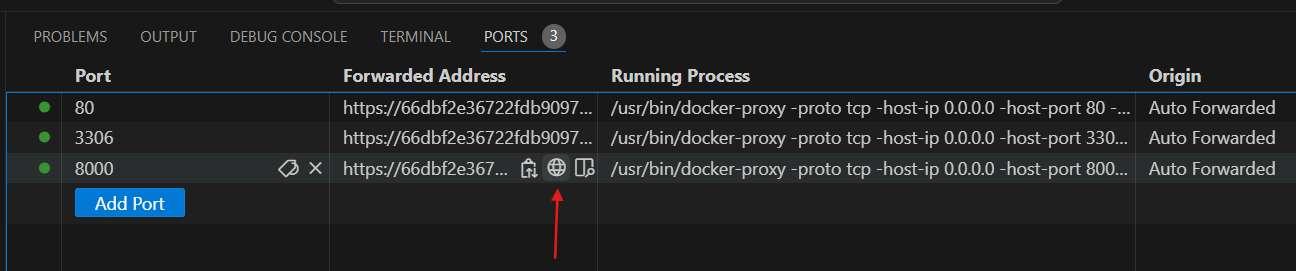 PROBLEMS OUTPUT DEBUG CONSOLE TERMINAL PORTS 3
Port Forwarded Address Running Process Origin
80 https://66dbf2e36722fdb9097... /usr/bin/docker-proxy -proto tcp -host-ip 0.0.0.0 -host-port 80 -... Auto Forwarded
3306 https://66dbf2e36722fdb9097... /usr/bin/docker-proxy -proto tcp -host-ip 0.0.0.0 -host-port 330... Auto Forwarded
8000 https://66dbf2e367... /usr/bin/docker-proxy -proto tcp -host-ip 0.0.0.0 -host-port 800... Auto Forwarded
Add Port